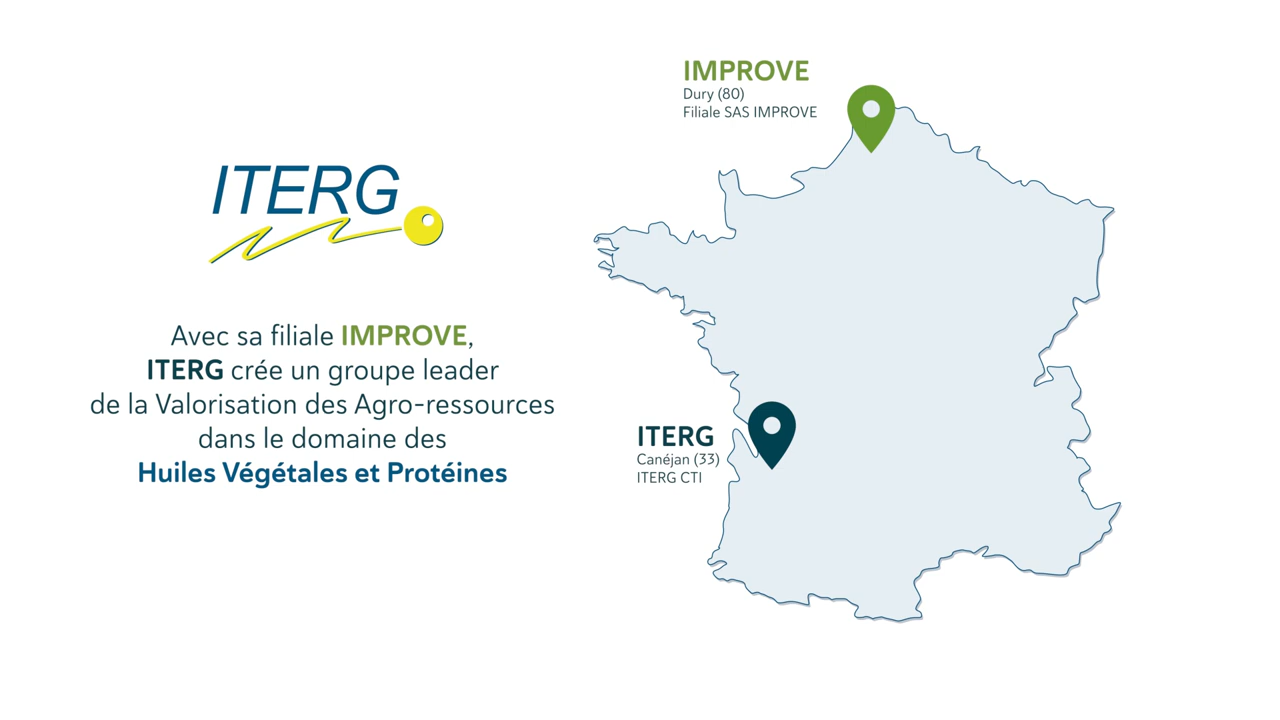 ITERG
Avec sa filiale IMPROVE,
ITERG crée un groupe leader
de la Valorisation des Agro-ressources
dans le domaine des
Huiles Végétales et Protéines
IMPROVE
Dury (80)
Filiale SAS IMPROVE
ITERG
Canéjan (33)
ITERG CTI